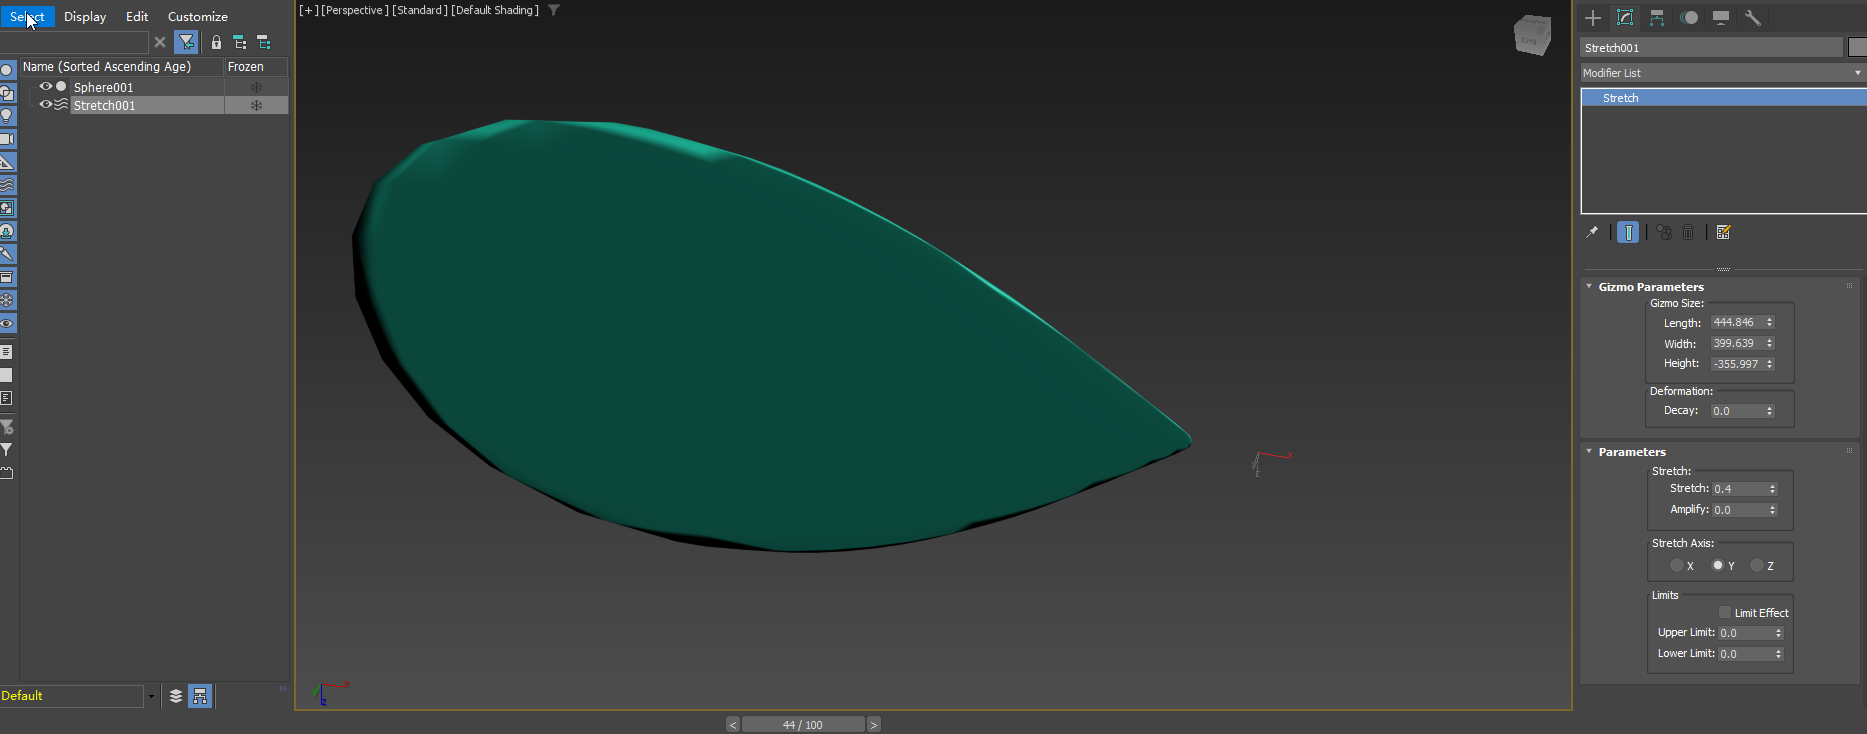 Select Display Edit Customize
[+] [Perspective] [Standard] [Default Shading]
Name (Sorted Ascending Age) Frozen
Sphere001
Stretch001
Default
44 / 100
BACK
Stretch001
Modifier List
Stretch
Gizmo Parameters
Gizmo Size:
Length: 444.846
Width: 399.639
Height: -355.997
Deformation:
Decay: 0.0
Parameters
Stretch:
Stretch: 0.4
Amplify: 0.0
Stretch Axis:
X Y Z
Limits
Limit Effect
Upper Limit: 0.0
Lower Limit: 0.0